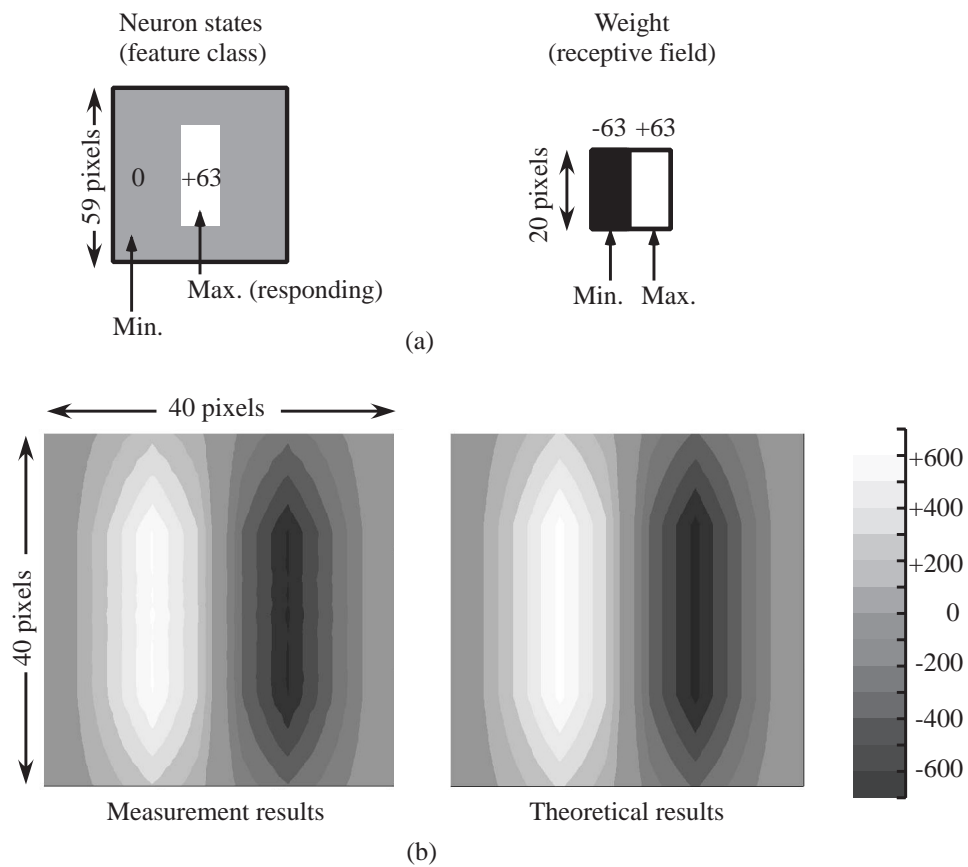 Neuron states
(feature class)
Weight
(receptive field)
59 pixels
0
+63
Max. (responding)
Min.
-63 +63
20 pixels
Min. Max.
(a)
40 pixels
40 pixels
+600
+400
+200
0
-200
-400
-600
Measurement results
Theoretical results
(b)